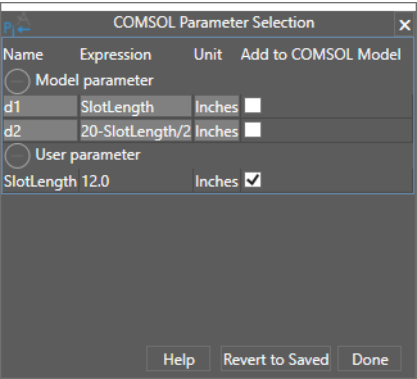 COMSOL Parameter Selection
Name Expression Unit Add to COMSOL Model
Model parameter
d1 SlotLength Inches
d2 20-SlotLength/2 Inches
User parameter
SlotLength 12.0 Inches
Help Revert to Saved Done